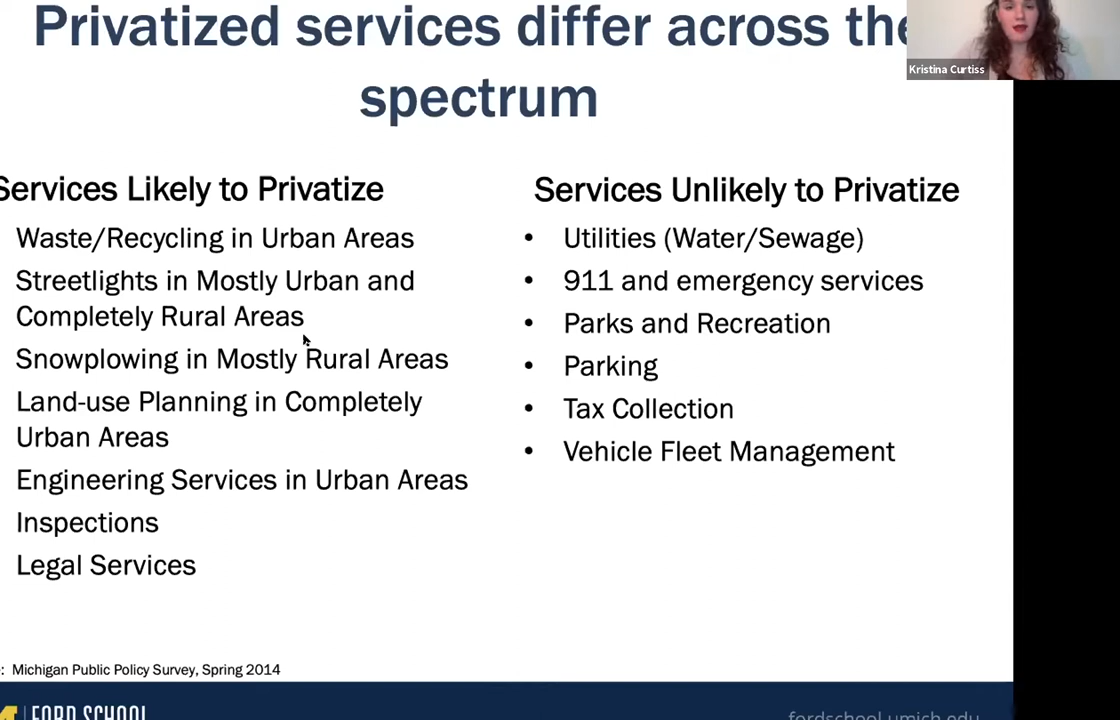 Privatized services differ across the
spectrum
Kristina Curtiss
Services Likely to Privatize
Waste/Recycling in Urban Areas
Streetlights in Mostly Urban and
Completely Rural Areas
Snowplowing in Mostly Rural Areas
Land-use Planning in Completely
Urban Areas
Engineering Services in Urban Areas
Inspections
Legal Services
Services Unlikely to Privatize
• Utilities (Water/Sewage)
• 911 and emergency services
• Parks and Recreation
• Parking
• Tax Collection
• Vehicle Fleet Management
: Michigan Public Policy Survey, Spring 2014
FORD SCHOOL
fordschool.umich.edu